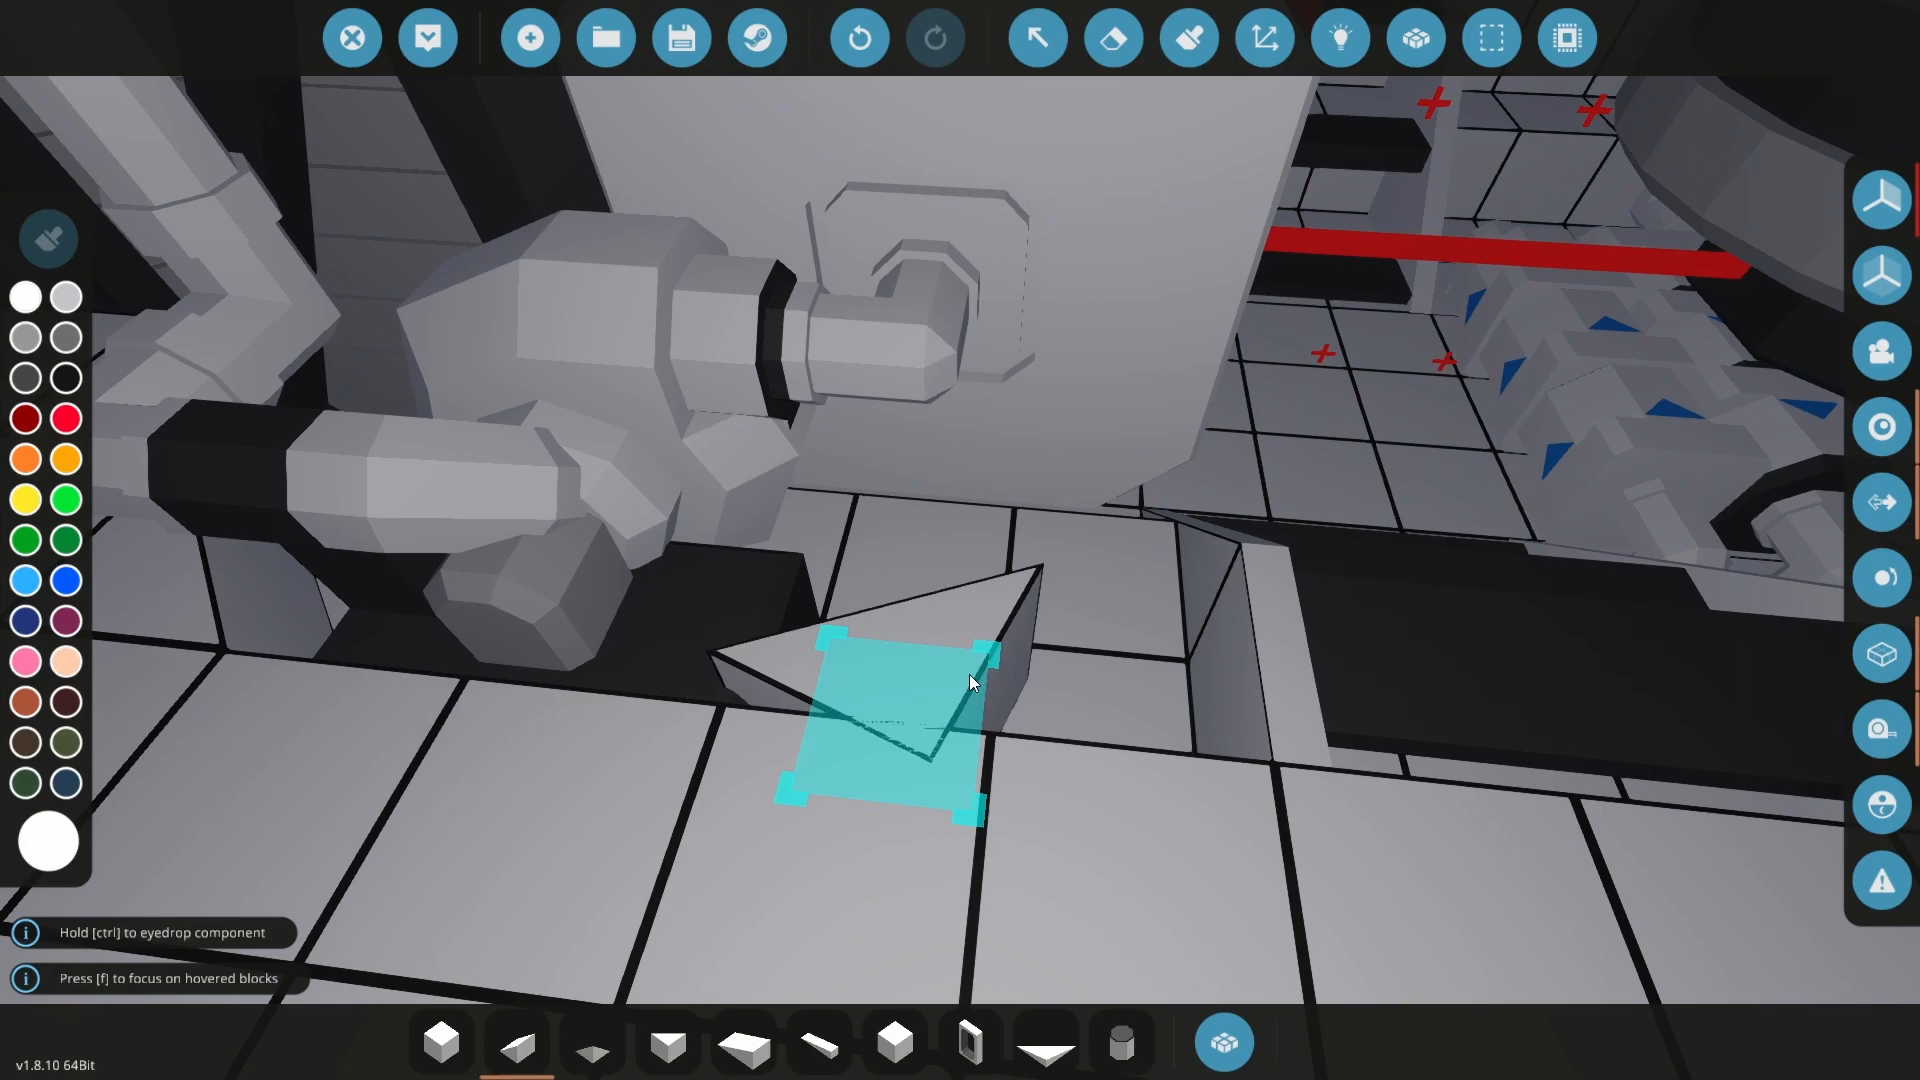 Hold [ctrl] to eyedrop component
Press [f] to focus on hovered blocks
v1.8.10 64Bit